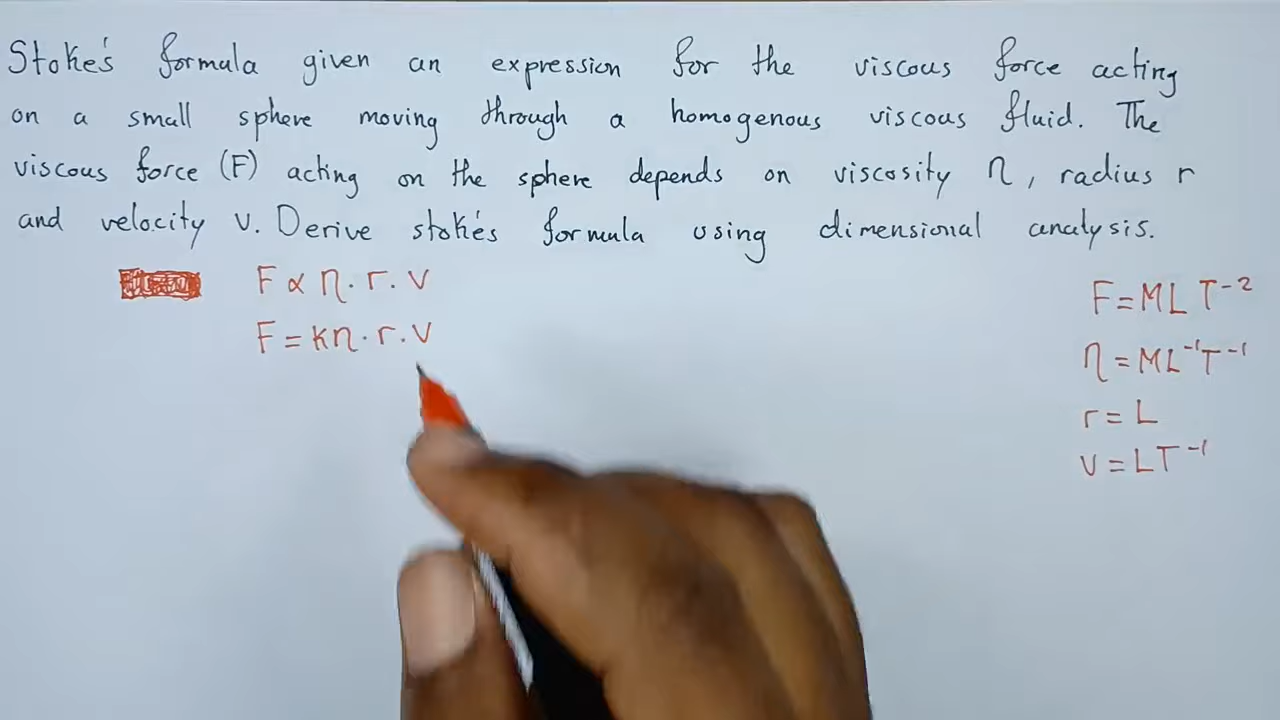 Stoke's formula given an expression for the viscous force acting
on a small sphere moving through a homogenous viscous fluid. The
viscous force (F) acting on the sphere depends on viscosity η, radius r
and velocity v. Derive stoke's formula using dimensional analysis.
F ∝ η · r · v
F = kη · r · v
F = MLT⁻²
η = ML⁻¹T⁻¹
r = L
v = LT⁻¹